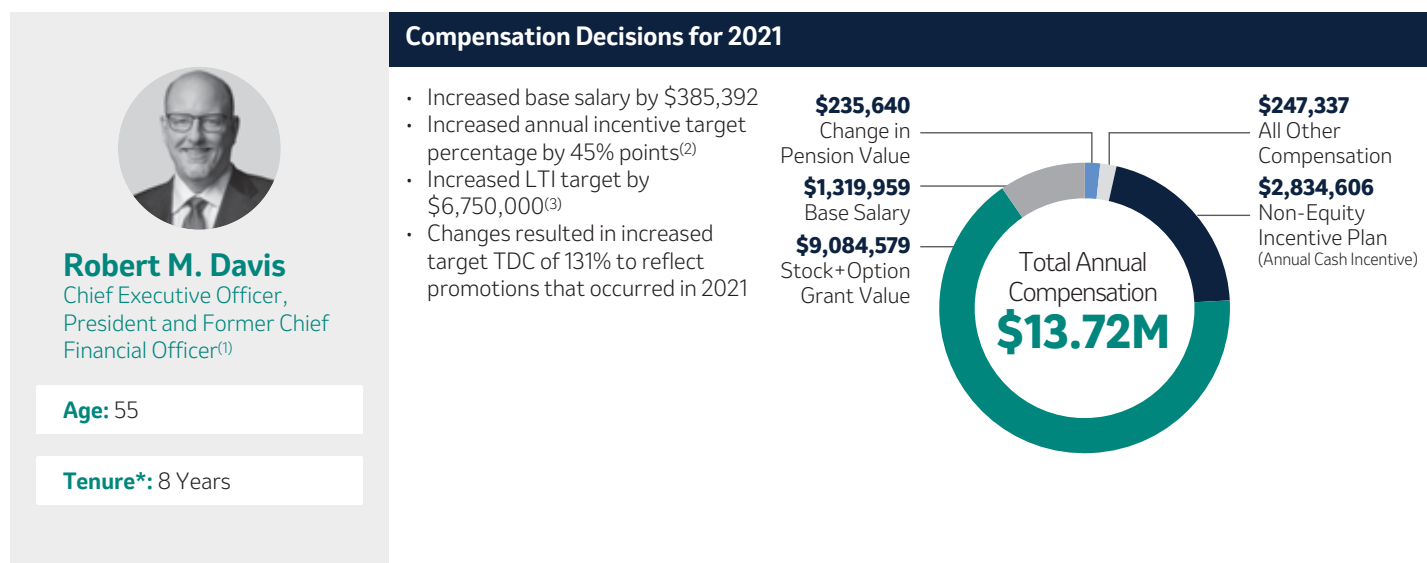 Robert M. Davis
Chief Executive Officer,
President and Former Chief
Financial Officer(1)
Age: 55
Tenure*: 8 Years
Compensation Decisions for 2021
• Increased base salary by $385,392
• Increased annual incentive target
percentage by 45% points(2)
• Increased LTI target by
$6,750,000(3)
• Changes resulted in increased
target TDC of 131% to reflect
promotions that occurred in 2021
$235,640
Change in
Pension Value
$1,319,959
Base Salary
$9,084,579
Stock+Option
Grant Value
Total Annual
Compensation
$13.72M
$247,337
All Other
Compensation
$2,834,606
Non-Equity
Incentive Plan
(Annual Cash Incentive)